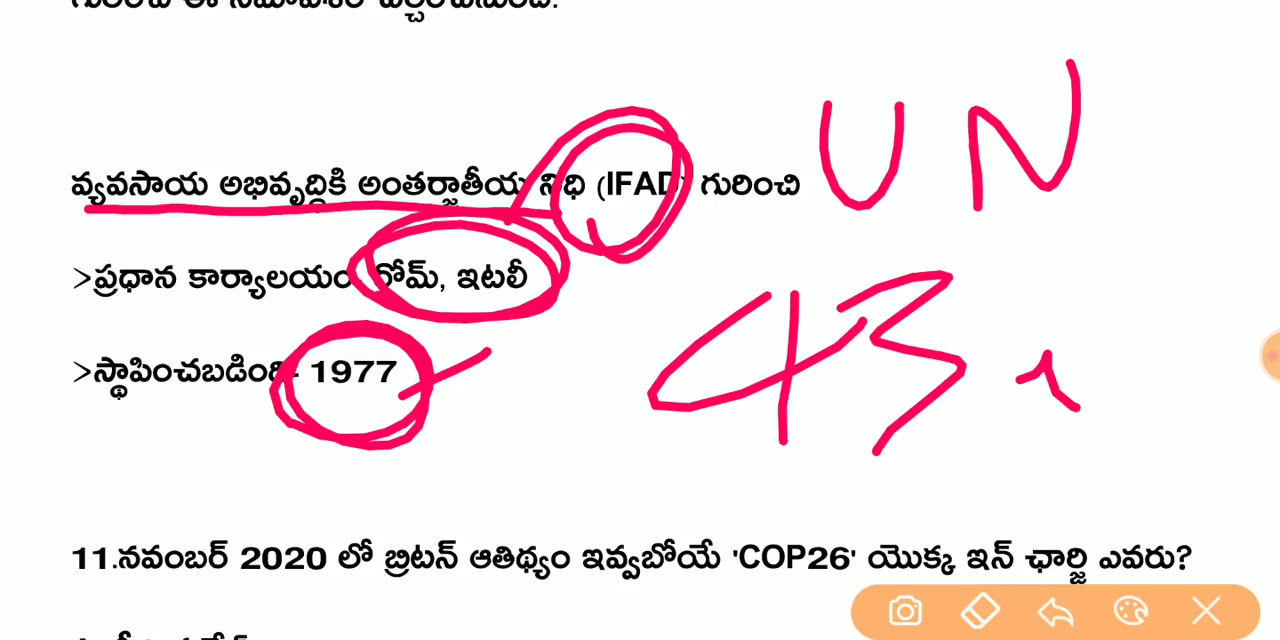 UN
వ్యవసాయ అభివృద్ధికి అంతర్జాతీయ నిధి (IFAD) గురించి
>ప్రధాన కార్యాలయం రోమ్, ఇటలీ
>స్థాపించబడింది- 1977
43
11.నవంబర్ 2020 లో బ్రిటన్ ఆతిథ్యం ఇవ్వబోయే 'COP26' యొక్క ఇన్ ఛార్జి ఎవరు?